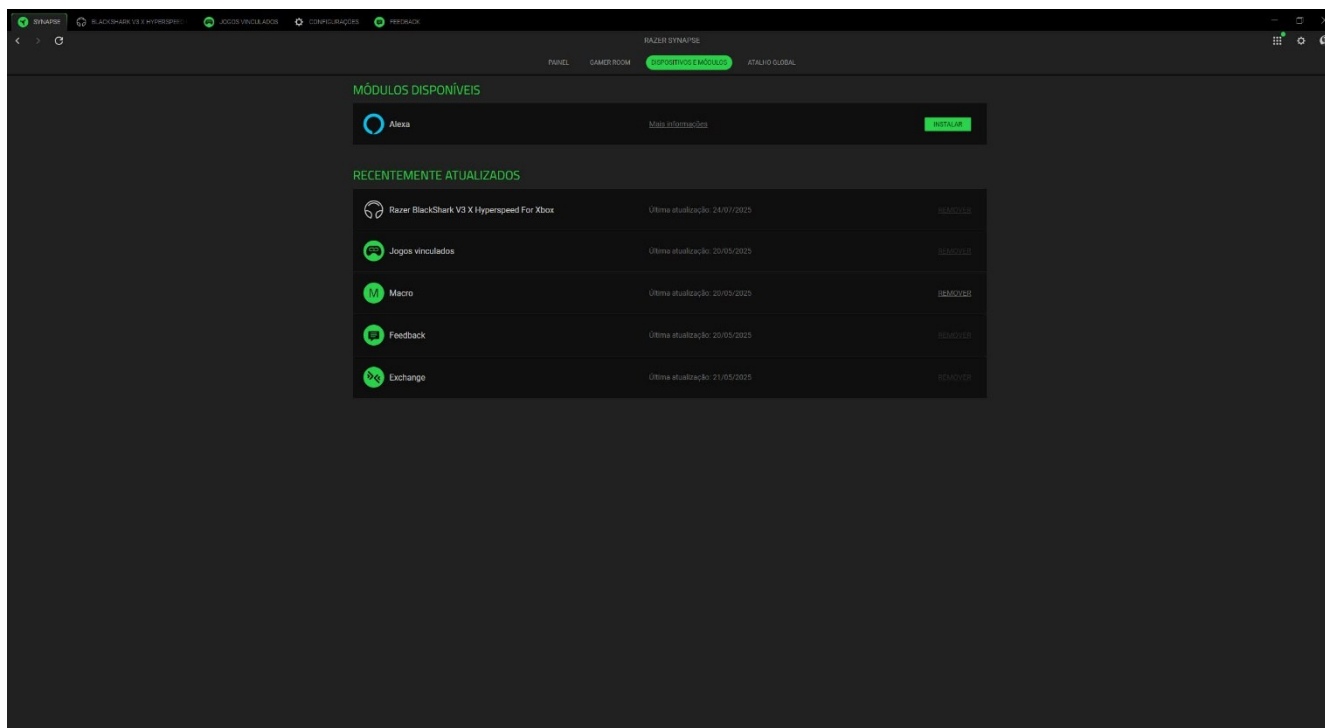 SYNAPSE BLACKSHARK V3 X HYPERSPEED JOGOS VINCULADOS CONFIGURAÇÕES FEEDBACK
RAZER SYNAPSE
PAINEL GAMER ROOM DISPOSITIVOS E MÓDULOS ATALHO GLOBAL
MÓDULOS DISPONÍVEIS
Alexa Mais informações INSTALAR
RECENTEMENTE ATUALIZADOS
Razer BlackShark V3 X Hyperspeed For Xbox Última atualização: 24/07/2025 REMOVER
Jogos vinculados Última atualização: 20/05/2025 REMOVER
M Macro Última atualização: 20/05/2025 REMOVER
Feedback Última atualização: 20/05/2025 REMOVER
Exchange Última atualização: 21/05/2025 REMOVER